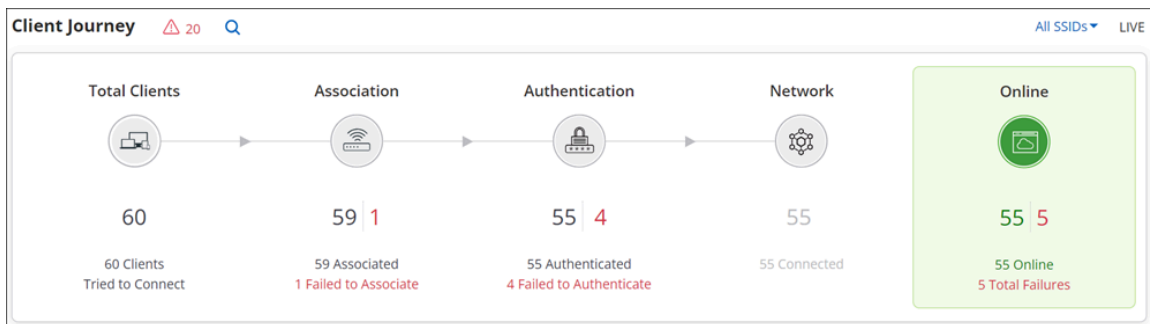 Client Journey 20 All SSIDs LIVE
Total Clients Association Authentication Network Online
60 59 1 55 4 55 55 5
60 Clients 59 Associated 55 Authenticated 55 Connected 55 Online
Tried to Connect 1 Failed to Associate 4 Failed to Authenticate 5 Total Failures